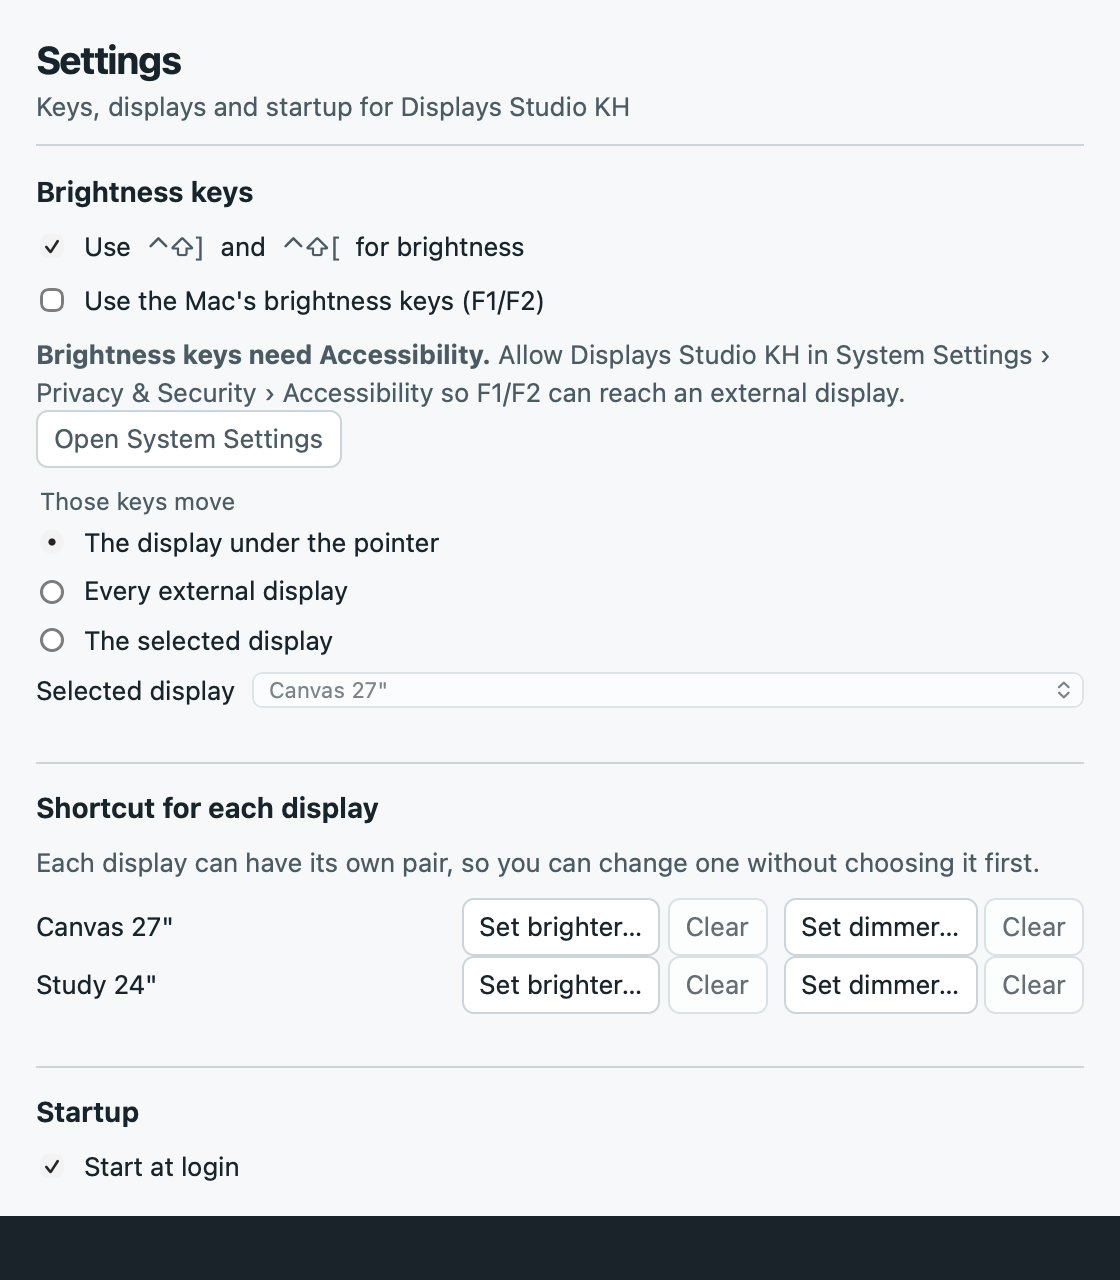 Settings
Keys, displays and startup for Displays Studio KH
Brightness keys
Use ^⇧] and ^⇧[ for brightness
Use the Mac's brightness keys (F1/F2)
Brightness keys need Accessibility. Allow Displays Studio KH in System Settings ›
Privacy & Security › Accessibility so F1/F2 can reach an external display.
Open System Settings
Those keys move
The display under the pointer
Every external display
The selected display
Selected display Canvas 27"
Shortcut for each display
Each display can have its own pair, so you can change one without choosing it first.
Canvas 27" Set brighter... Clear Set dimmer... Clear
Study 24" Set brighter... Clear Set dimmer... Clear
Startup
Start at login